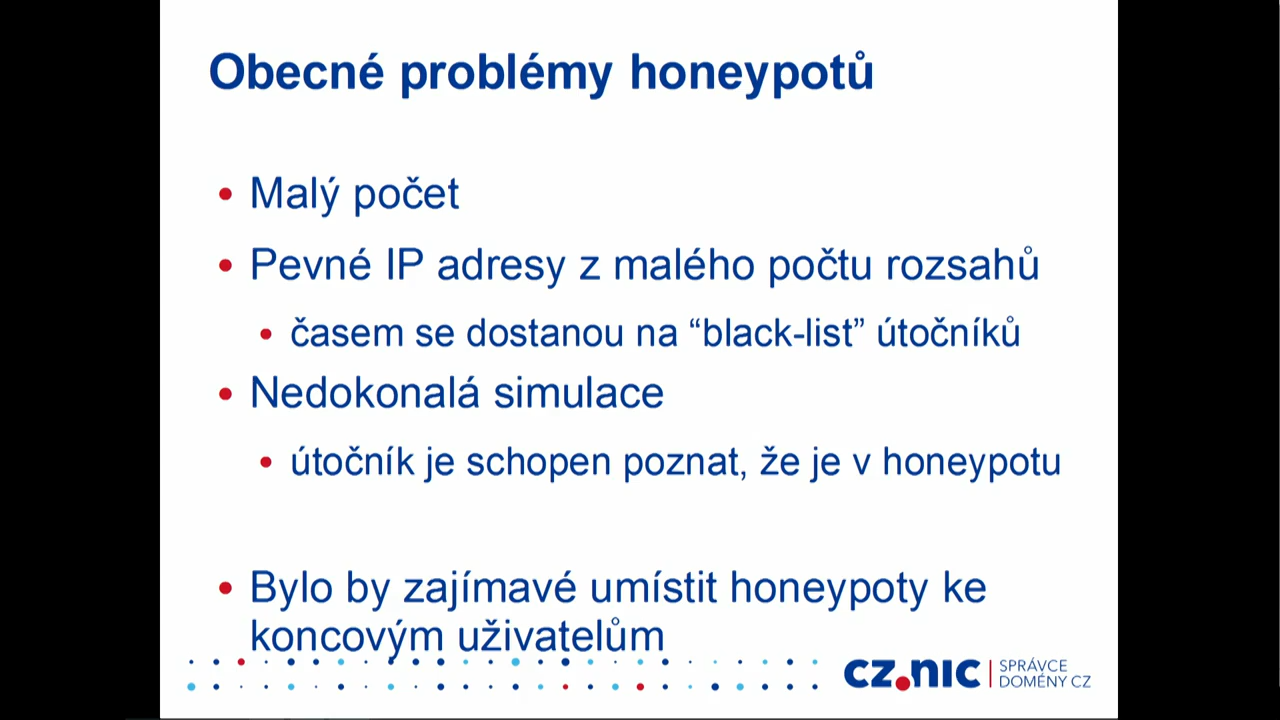 Obecné problémy honeypotů
• Malý počet
• Pevné IP adresy z malého počtu rozsahů
• časem se dostanou na “black-list” útočníků
• Nedokonalá simulace
• útočník je schopen poznat, že je v honeypotu
• Bylo by zajímavé umístit honeypoty ke
koncovým uživatelům
CZ.NIC
SPRÁVCE
DOMÉNY CZ